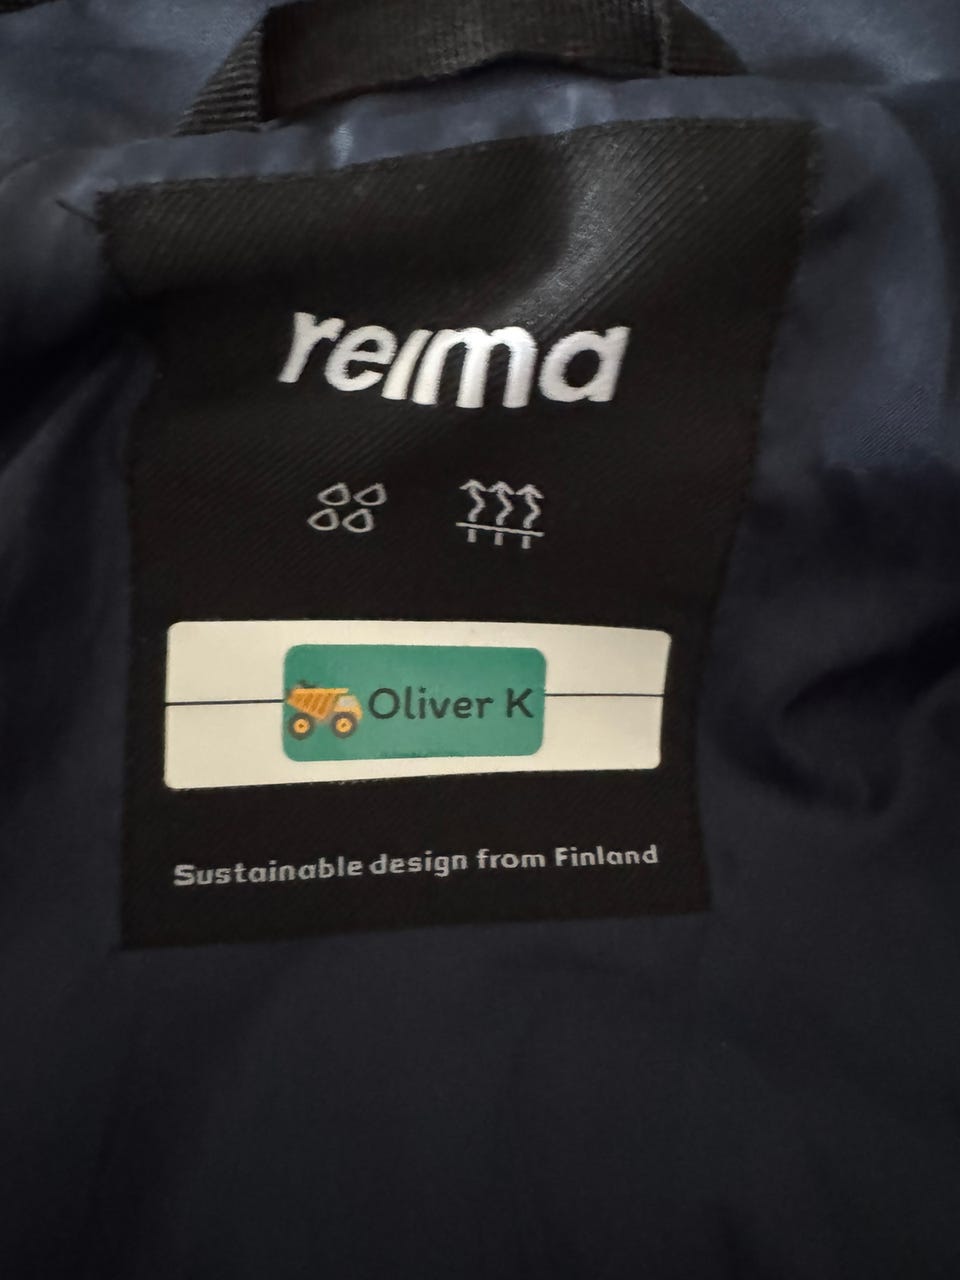 reima
Oliver K
Sustainable design from Finland